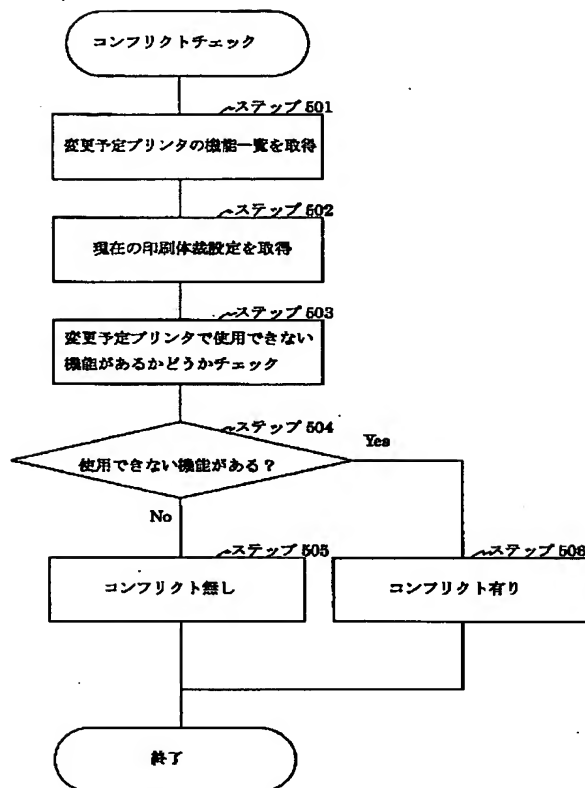 コンフリクトチェック
ステップ 501
変更予定プリンタの機能一覧を取得
ステップ 502
現在の印刷体裁設定を取得
ステップ 503
変更予定プリンタで使用できない
機能があるかどうかチェック
ステップ 504
使用できない機能がある？
Yes
No
ステップ 505
コンフリクト無し
ステップ 506
コンフリクト有り
終了